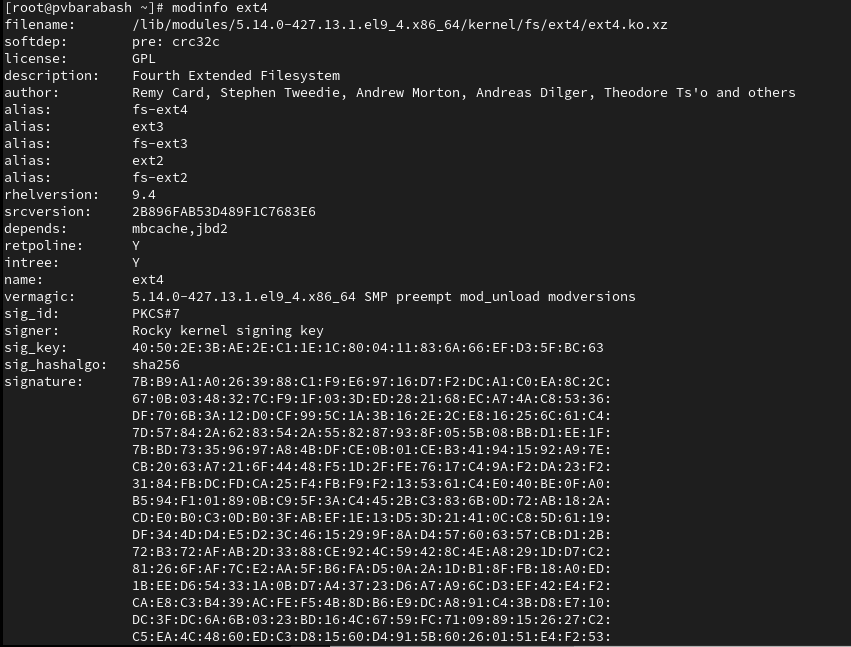 [root@pvbarabash ~]# modinfo ext4
filename:       /lib/modules/5.14.0-427.13.1.el9_4.x86_64/kernel/fs/ext4/ext4.ko.xz
softdep:        pre: crc32c
license:        GPL
description:    Fourth Extended Filesystem
author:         Remy Card, Stephen Tweedie, Andrew Morton, Andreas Dilger, Theodore Ts'o and others
alias:          fs-ext4
alias:          ext3
alias:          fs-ext3
alias:          ext2
alias:          fs-ext2
rhelversion:    9.4
srcversion:     2B896FAB53D489F1C7683E6
depends:        mbcache,jbd2
retpoline:      Y
intree:         Y
name:           ext4
vermagic:       5.14.0-427.13.1.el9_4.x86_64 SMP preempt mod_unload modversions
sig_id:         PKCS#7
signer:         Rocky kernel signing key
sig_key:        40:50:2E:3B:AE:2E:C1:1E:1C:80:04:11:83:6A:66:EF:D3:5F:BC:63
sig_hashalgo:   sha256
signature:      7B:B9:A1:A0:26:39:88:C1:F9:E6:97:16:D7:F2:DC:A1:C0:EA:8C:2C:
                67:0B:03:48:32:7C:F9:1F:03:3D:ED:28:21:68:EC:A7:4A:C8:53:36:
                DF:70:6B:3A:12:D0:CF:99:5C:1A:3B:16:2E:2C:E8:16:25:6C:61:C4:
                7D:57:84:2A:62:83:54:2A:55:82:87:93:8F:05:5B:08:BB:D1:EE:1F:
                7B:BD:73:35:96:97:A8:4B:DF:CE:0B:01:CE:B3:41:94:15:92:A9:7E:
                CB:20:63:A7:21:6F:44:48:F5:1D:2F:FE:76:17:C4:9A:F2:DA:23:F2:
                31:84:FB:DC:FD:CA:25:F4:FB:F9:F2:13:53:61:C4:E0:40:BE:0F:A0:
                B5:94:F1:01:89:0B:C9:5F:3A:C4:45:2B:C3:83:6B:0D:72:AB:18:2A:
                CD:E0:B0:C3:0D:B0:3F:AB:EF:1E:13:D5:3D:21:41:0C:C8:5D:61:19:
                DF:34:4D:D4:E5:D2:3C:46:15:29:9F:8A:D4:57:60:63:57:CB:D1:2B:
                72:B3:72:AF:AB:2D:33:88:CE:92:4C:59:42:8C:4E:A8:29:1D:D7:C2:
                81:26:6F:AF:7C:E2:AA:5F:B6:FA:D5:0A:2A:1D:B1:8F:FB:18:A0:ED:
                1B:EE:D6:54:33:1A:0B:D7:A4:37:23:D6:A7:A9:6C:D3:EF:42:E4:F2:
                CA:E8:C3:B4:39:AC:FE:F5:4B:8D:B6:E9:DC:A8:91:C4:3B:D8:E7:10:
                DC:3F:DC:6A:6B:03:23:BD:16:4C:67:59:FC:71:09:89:15:26:27:C2:
                C5:EA:4C:48:60:ED:C3:D8:15:60:D4:91:5B:60:26:01:51:E4:F2:53: